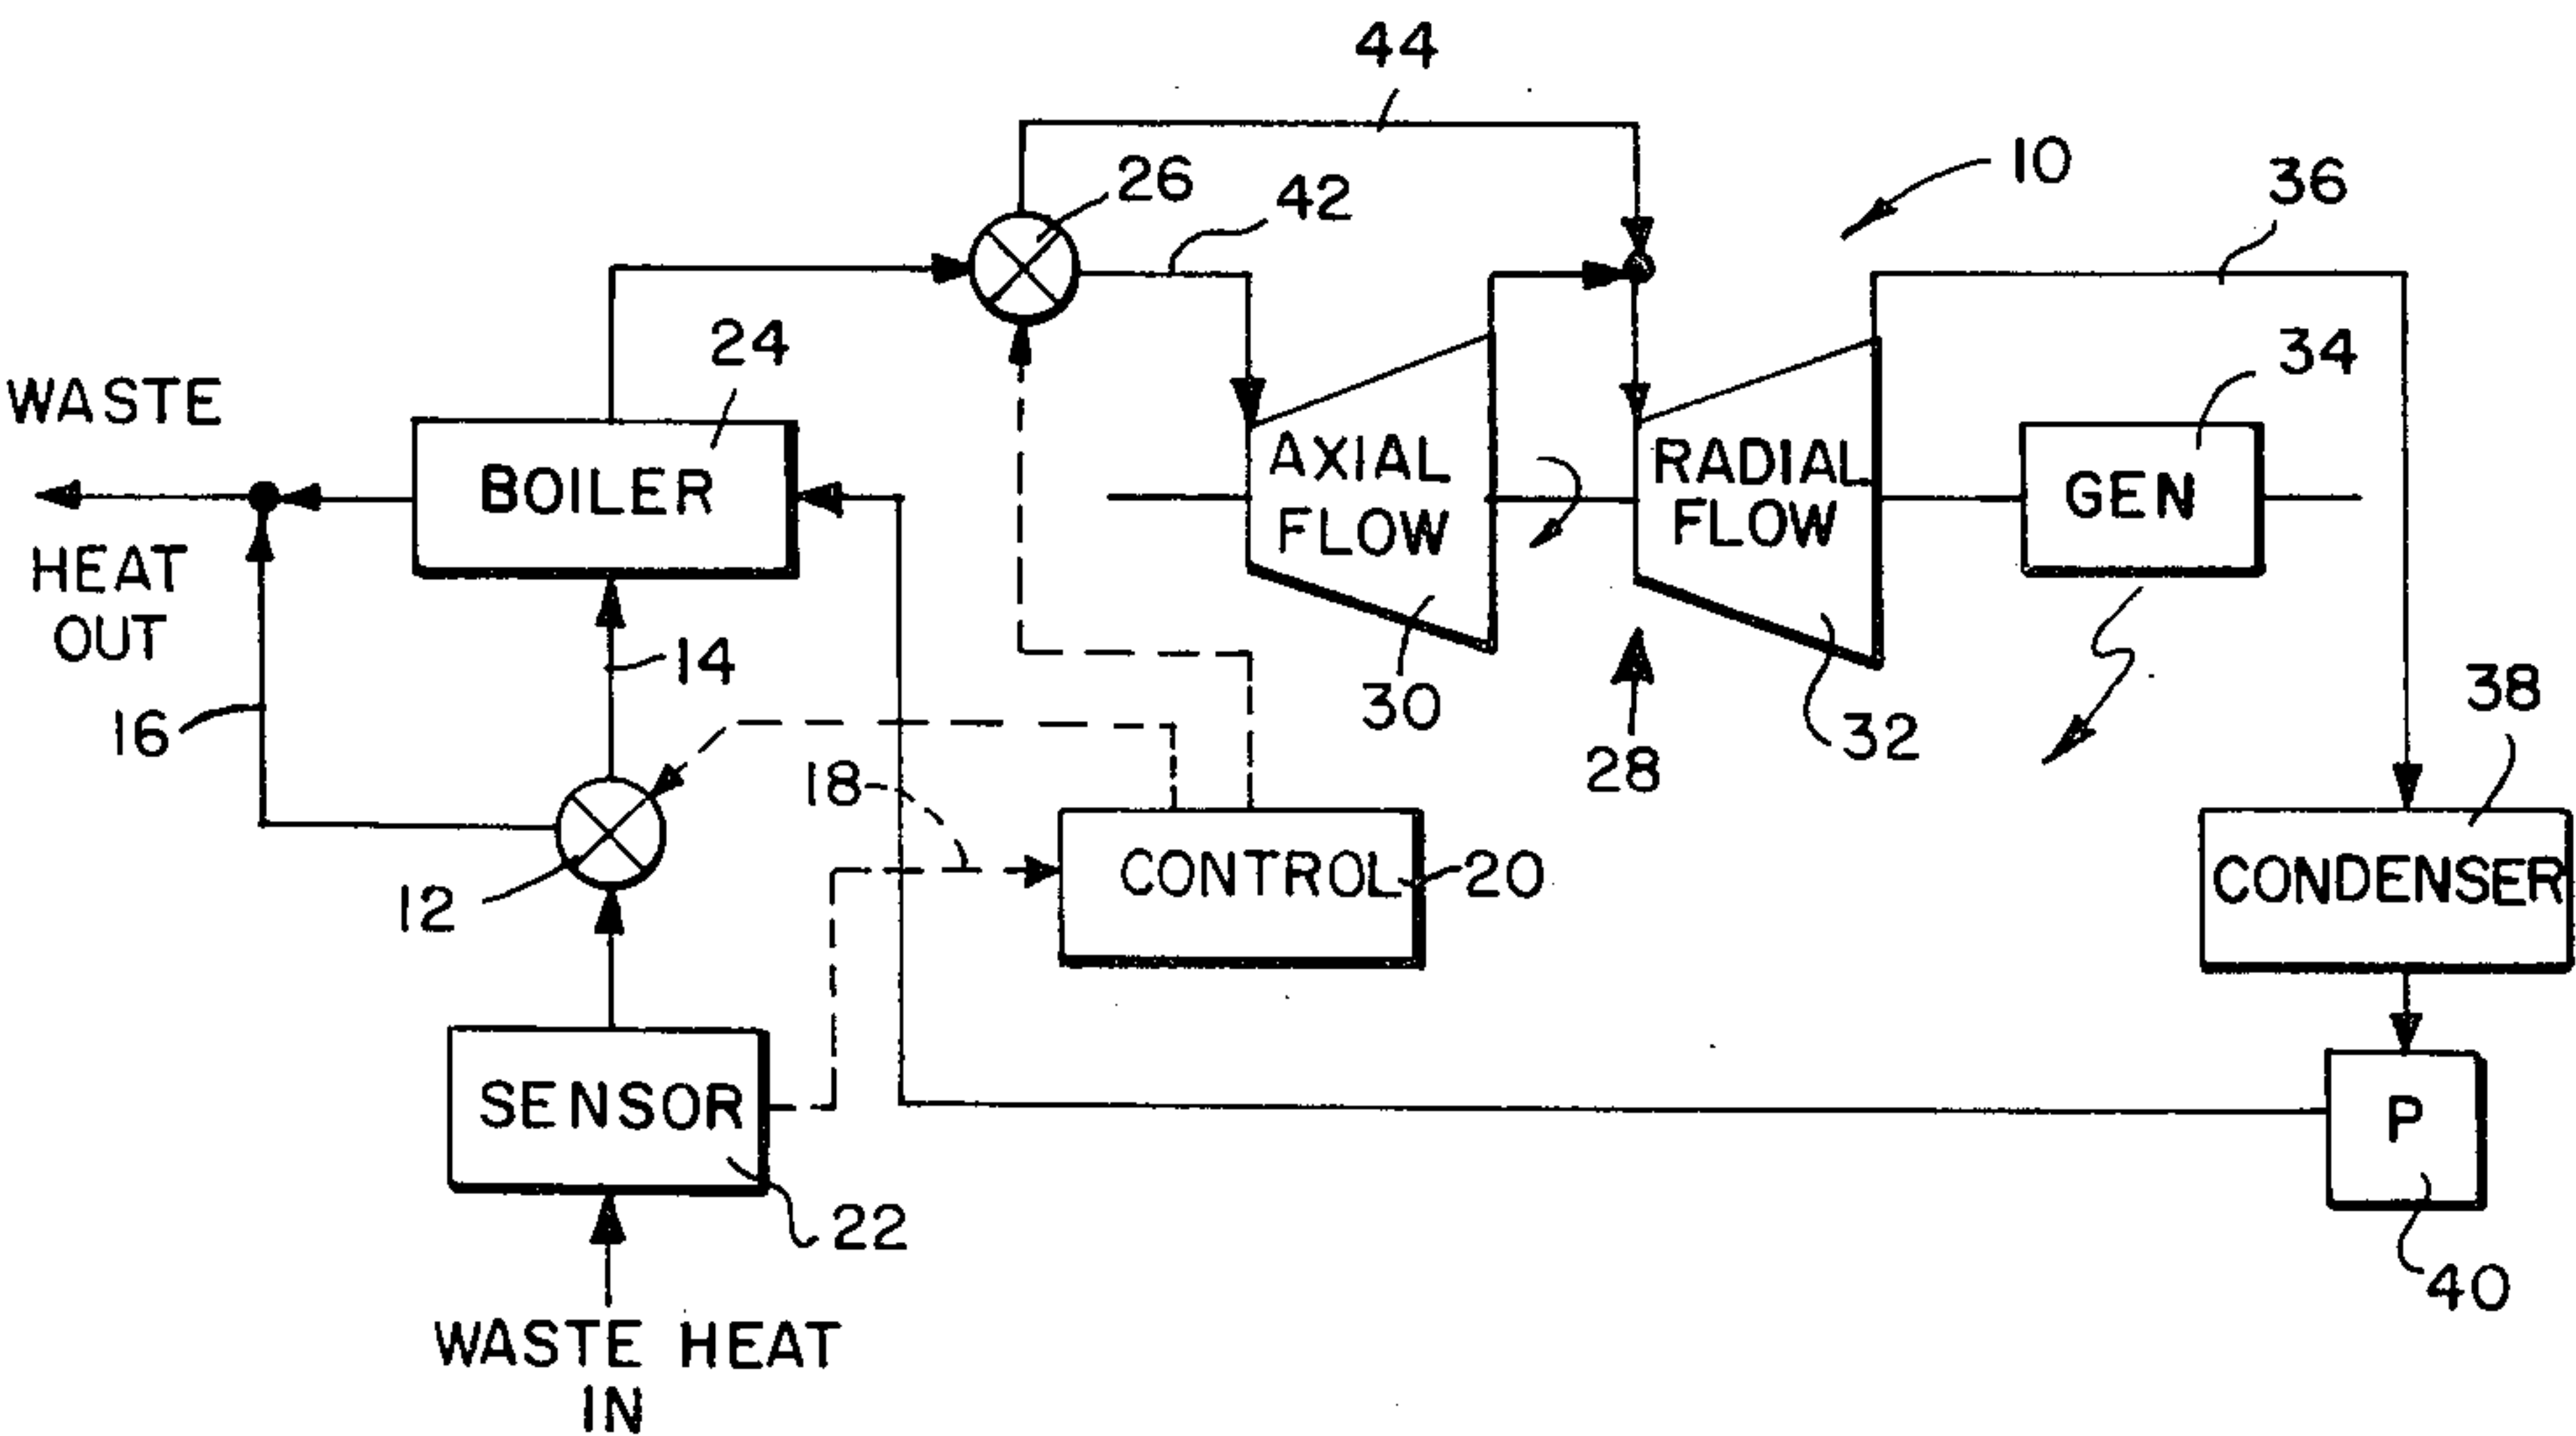 44
10
26
42
36
24
34
WASTE
HEAT
OUT
BOILER
AXIAL
FLOW
RADIAL
FLOW
GEN
14
16
30
28
32
38
18
12
CONTROL
20
CONDENSER
SENSOR
22
P
40
WASTE HEAT
IN